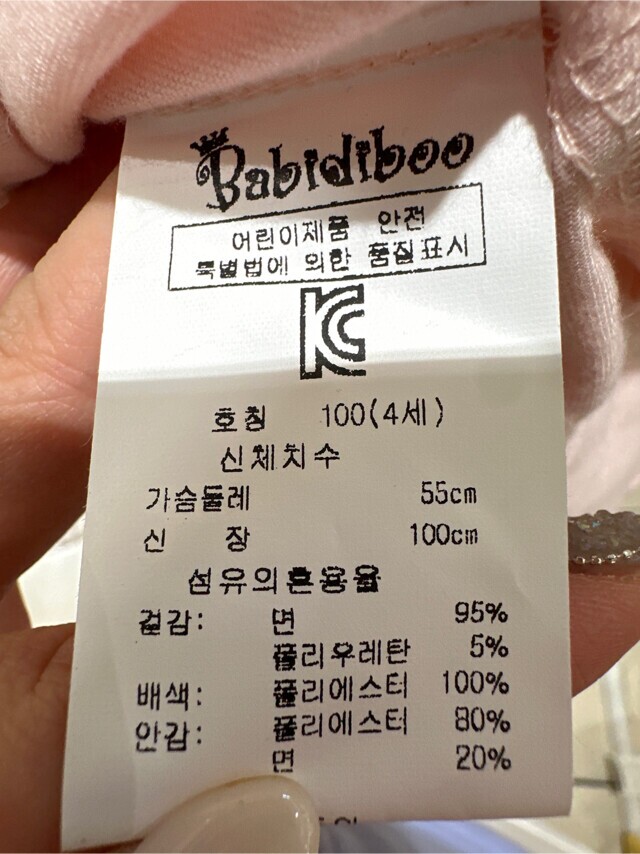 Babidiboo
어린이제품 안전
특별법에 의한 품질표시
KC
호칭 100(4세)
신체치수
가슴둘레 55cm
신 장 100cm
섬유의혼용율
겉감: 면 95%
폴리우레탄 5%
배색: 폴리에스터 100%
안감: 폴리에스터 80%
면 20%